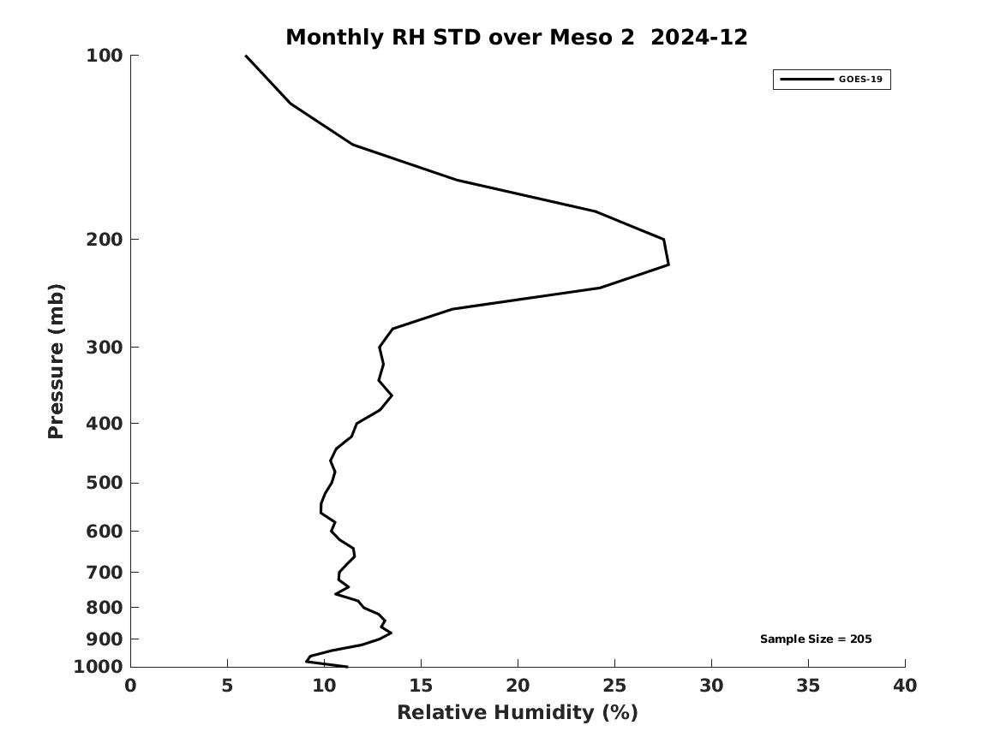 Monthly RH STD over Meso 2  2024-12
GOES-19
100
200
300
400
500
600
700
800
900
1000
Pressure (mb)
Sample Size = 205
0 5 10 15 20 25 30 35 40
Relative Humidity (%)